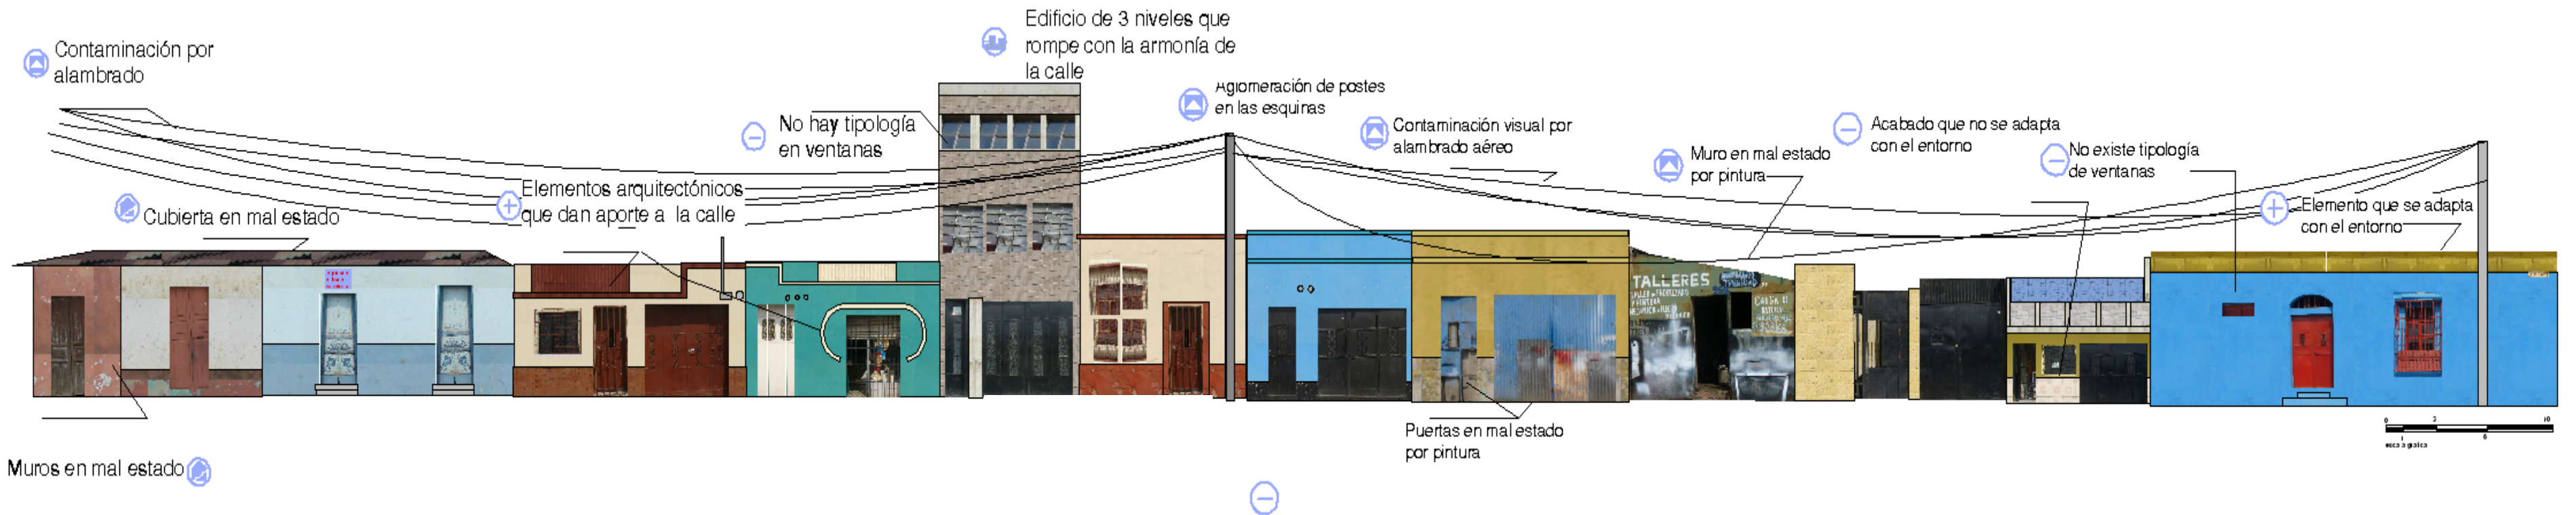 Contaminación por
alambrado
Cubierta en mal estado
Muros en mal estado
Elementos arquitectónicos
que dan aporte a la calle
No hay tipología
en ventanas
Edificio de 3 niveles que
rompe con la armonía de
la calle
Aglomeración de postes
en las esquinas
Contaminación visual por
alambrado aéreo
Puertas en mal estado
por pintura
Muro en mal estado
por pintura
TALLERES
Acabado que no se adapta
con el entorno
No existe tipología
de ventanas
Elemento que se adapta
con el entorno
0
10